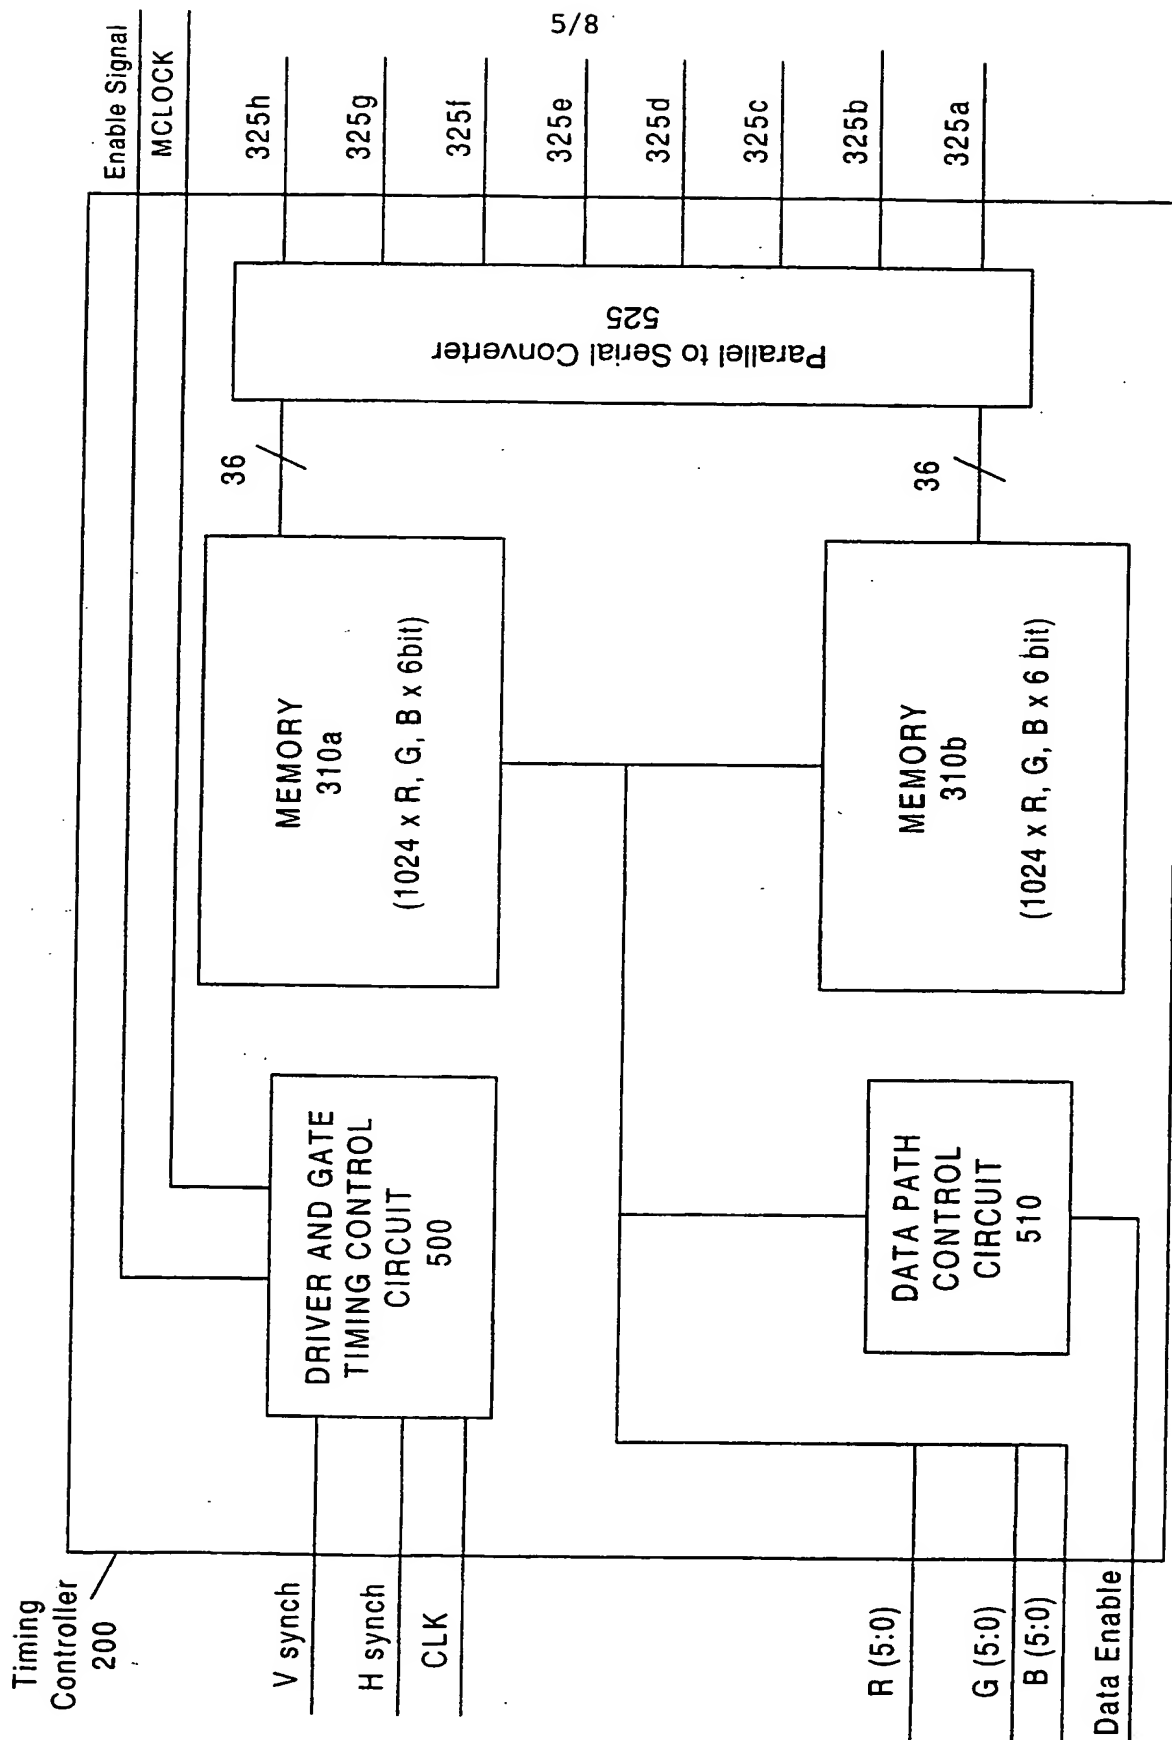 5/8
Timing
Controller
200
V synch
H synch
CLK
R (5:0)
G (5:0)
B (5:0)
Data Enable
DRIVER AND GATE
TIMING CONTROL
CIRCUIT
500
DATA PATH
CONTROL
CIRCUIT
510
MEMORY
310a
(1024 x R, G, B x 6bit)
MEMORY
310b
(1024 x R, G, B x 6 bit)
36
36
Parallel to Serial Converter
525
Enable Signal
MCLOCK
325h
325g
325f
325e
325d
325c
325b
325a